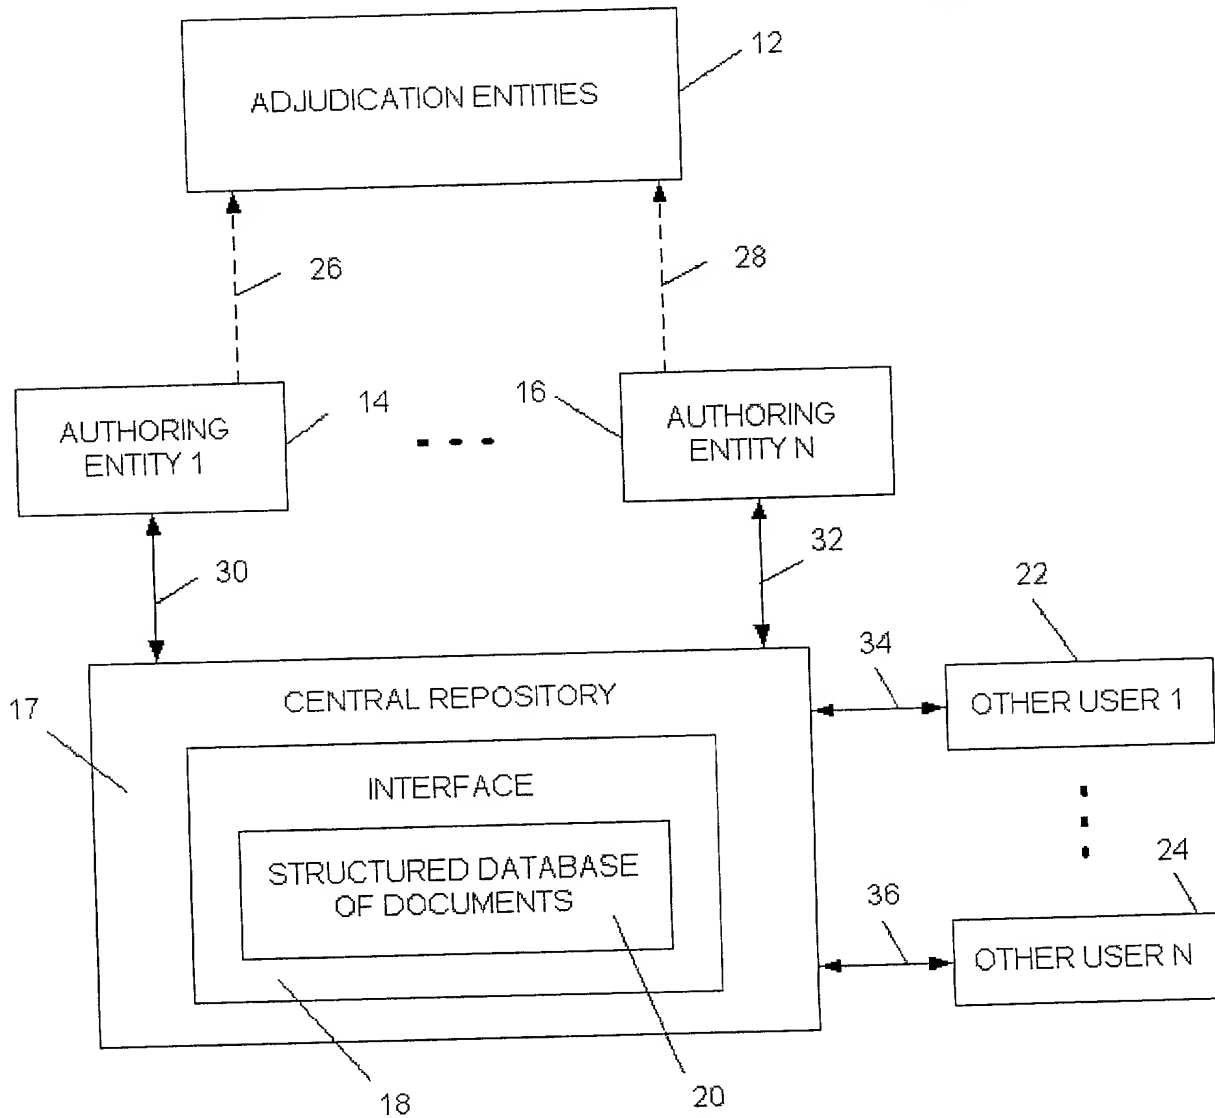 12
ADJUDICATION ENTITIES
26
28
14
16
AUTHORING
ENTITY 1
AUTHORING
ENTITY N
30
32
22
34
17
CENTRAL REPOSITORY
OTHER USER 1
INTERFACE
STRUCTURED DATABASE
OF DOCUMENTS
24
36
OTHER USER N
18
20